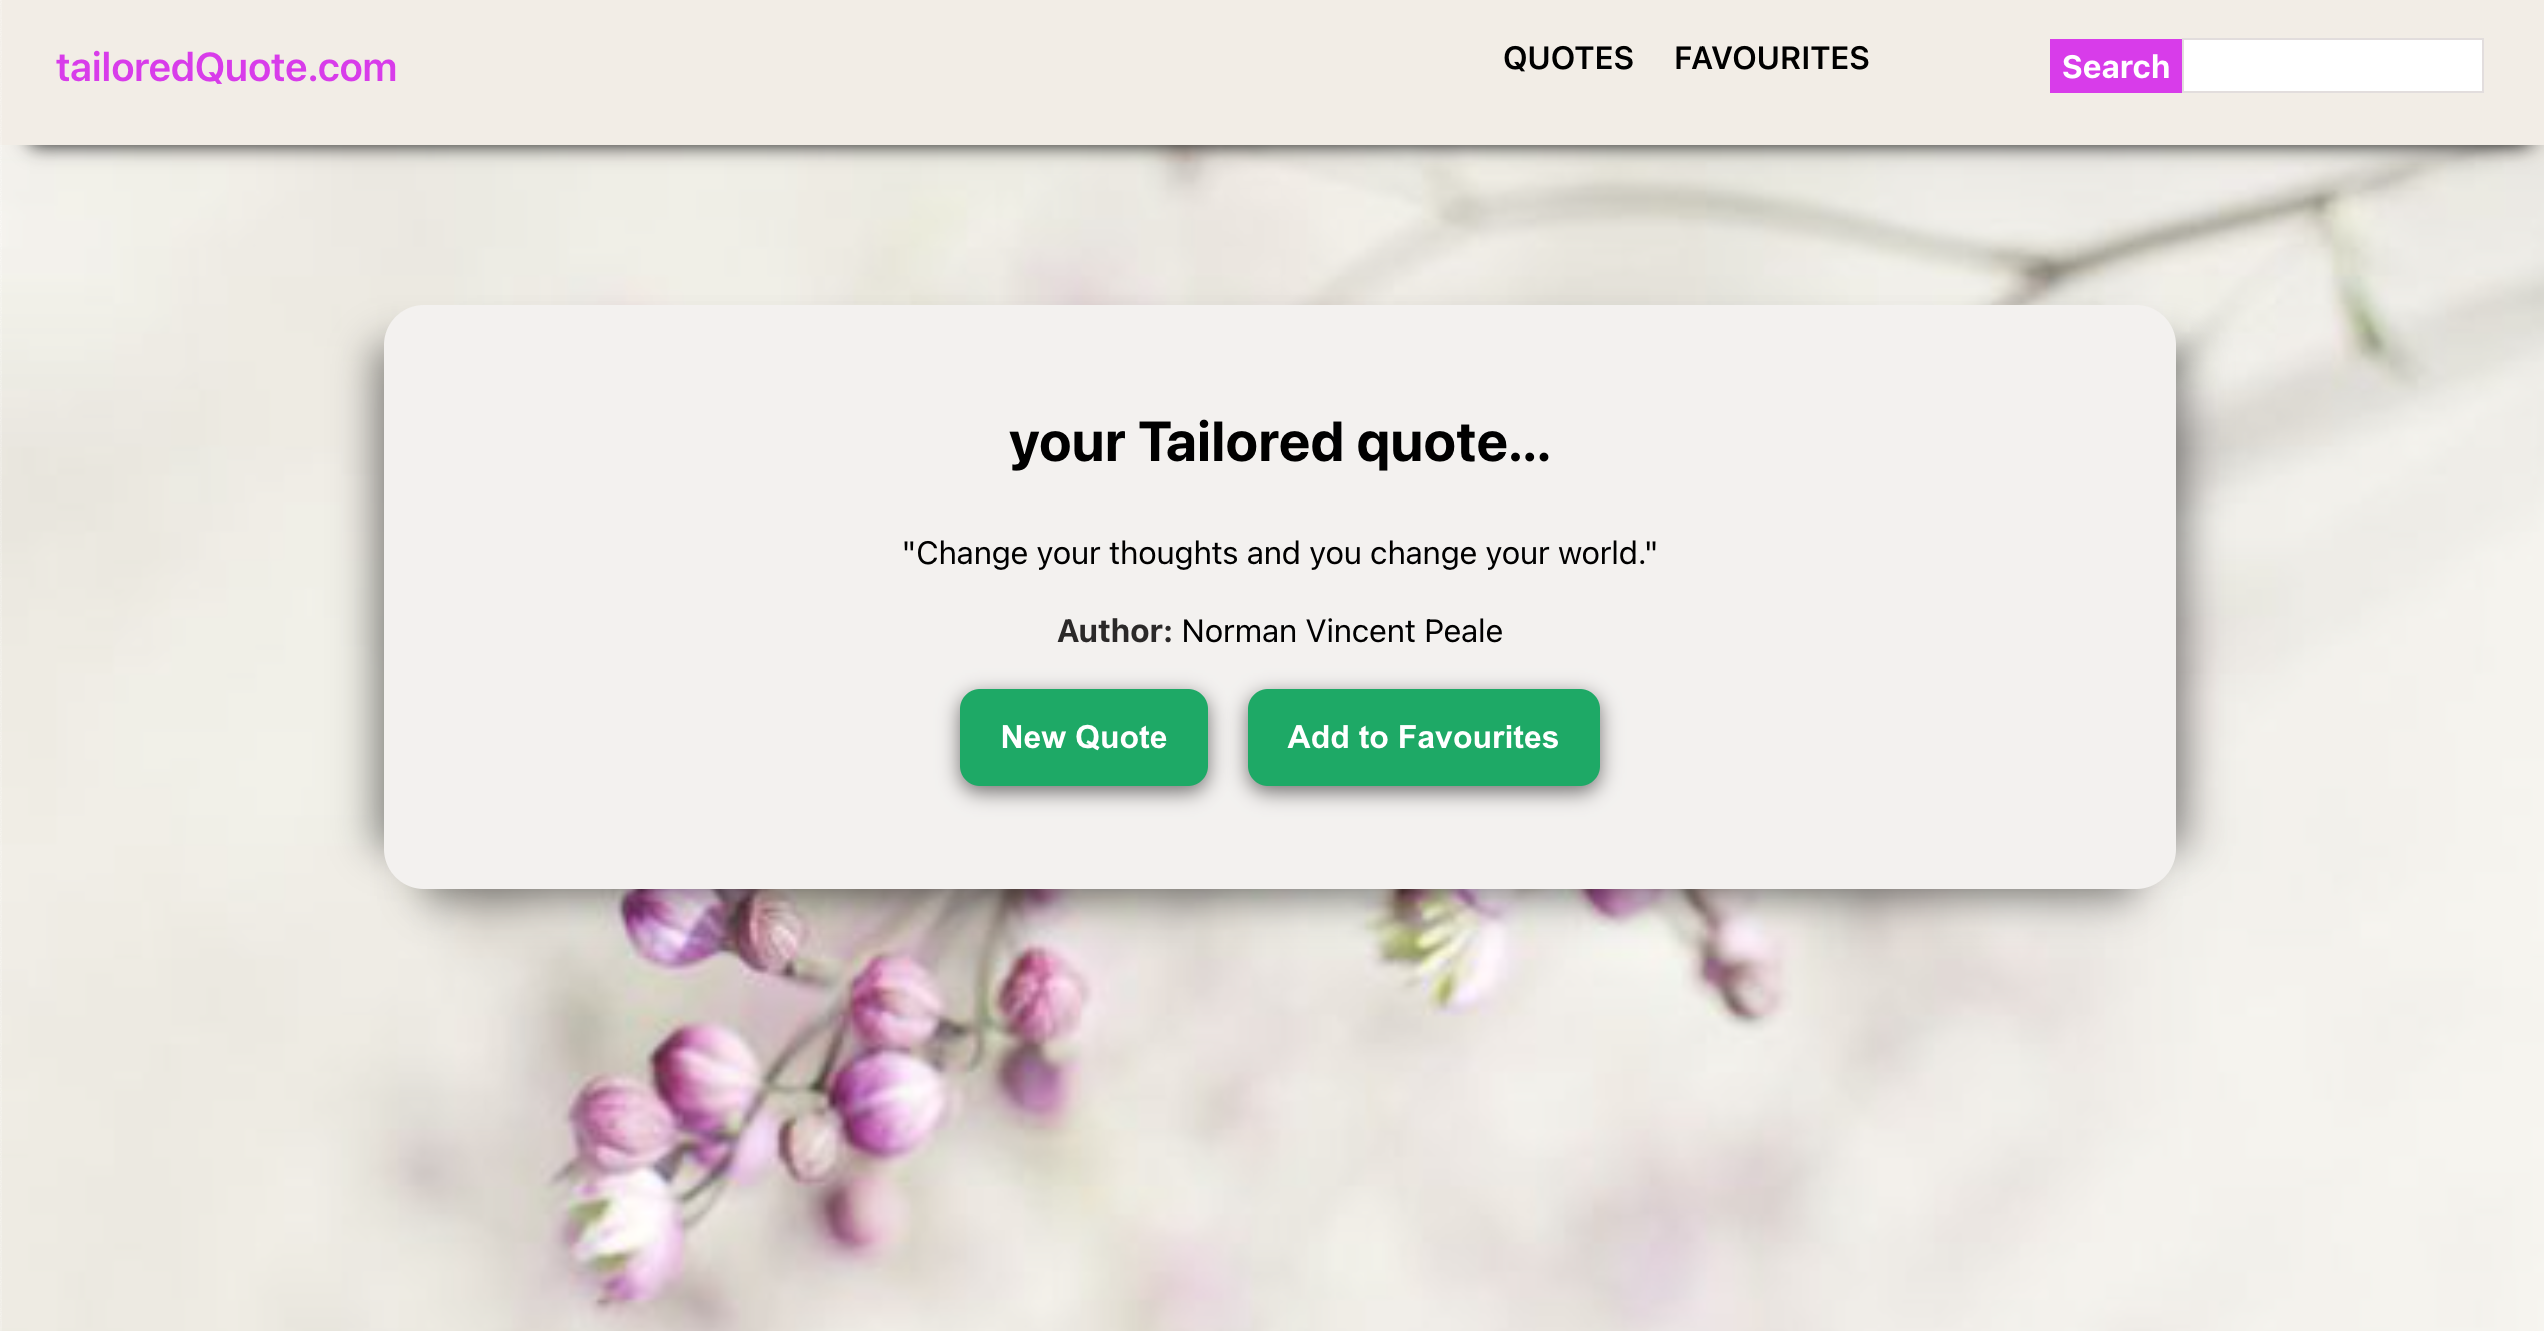 tailoredQuote.com
QUOTES FAVOURITES
Search
your Tailored quote...
"Change your thoughts and you change your world."
Author: Norman Vincent Peale
New Quote Add to Favourites